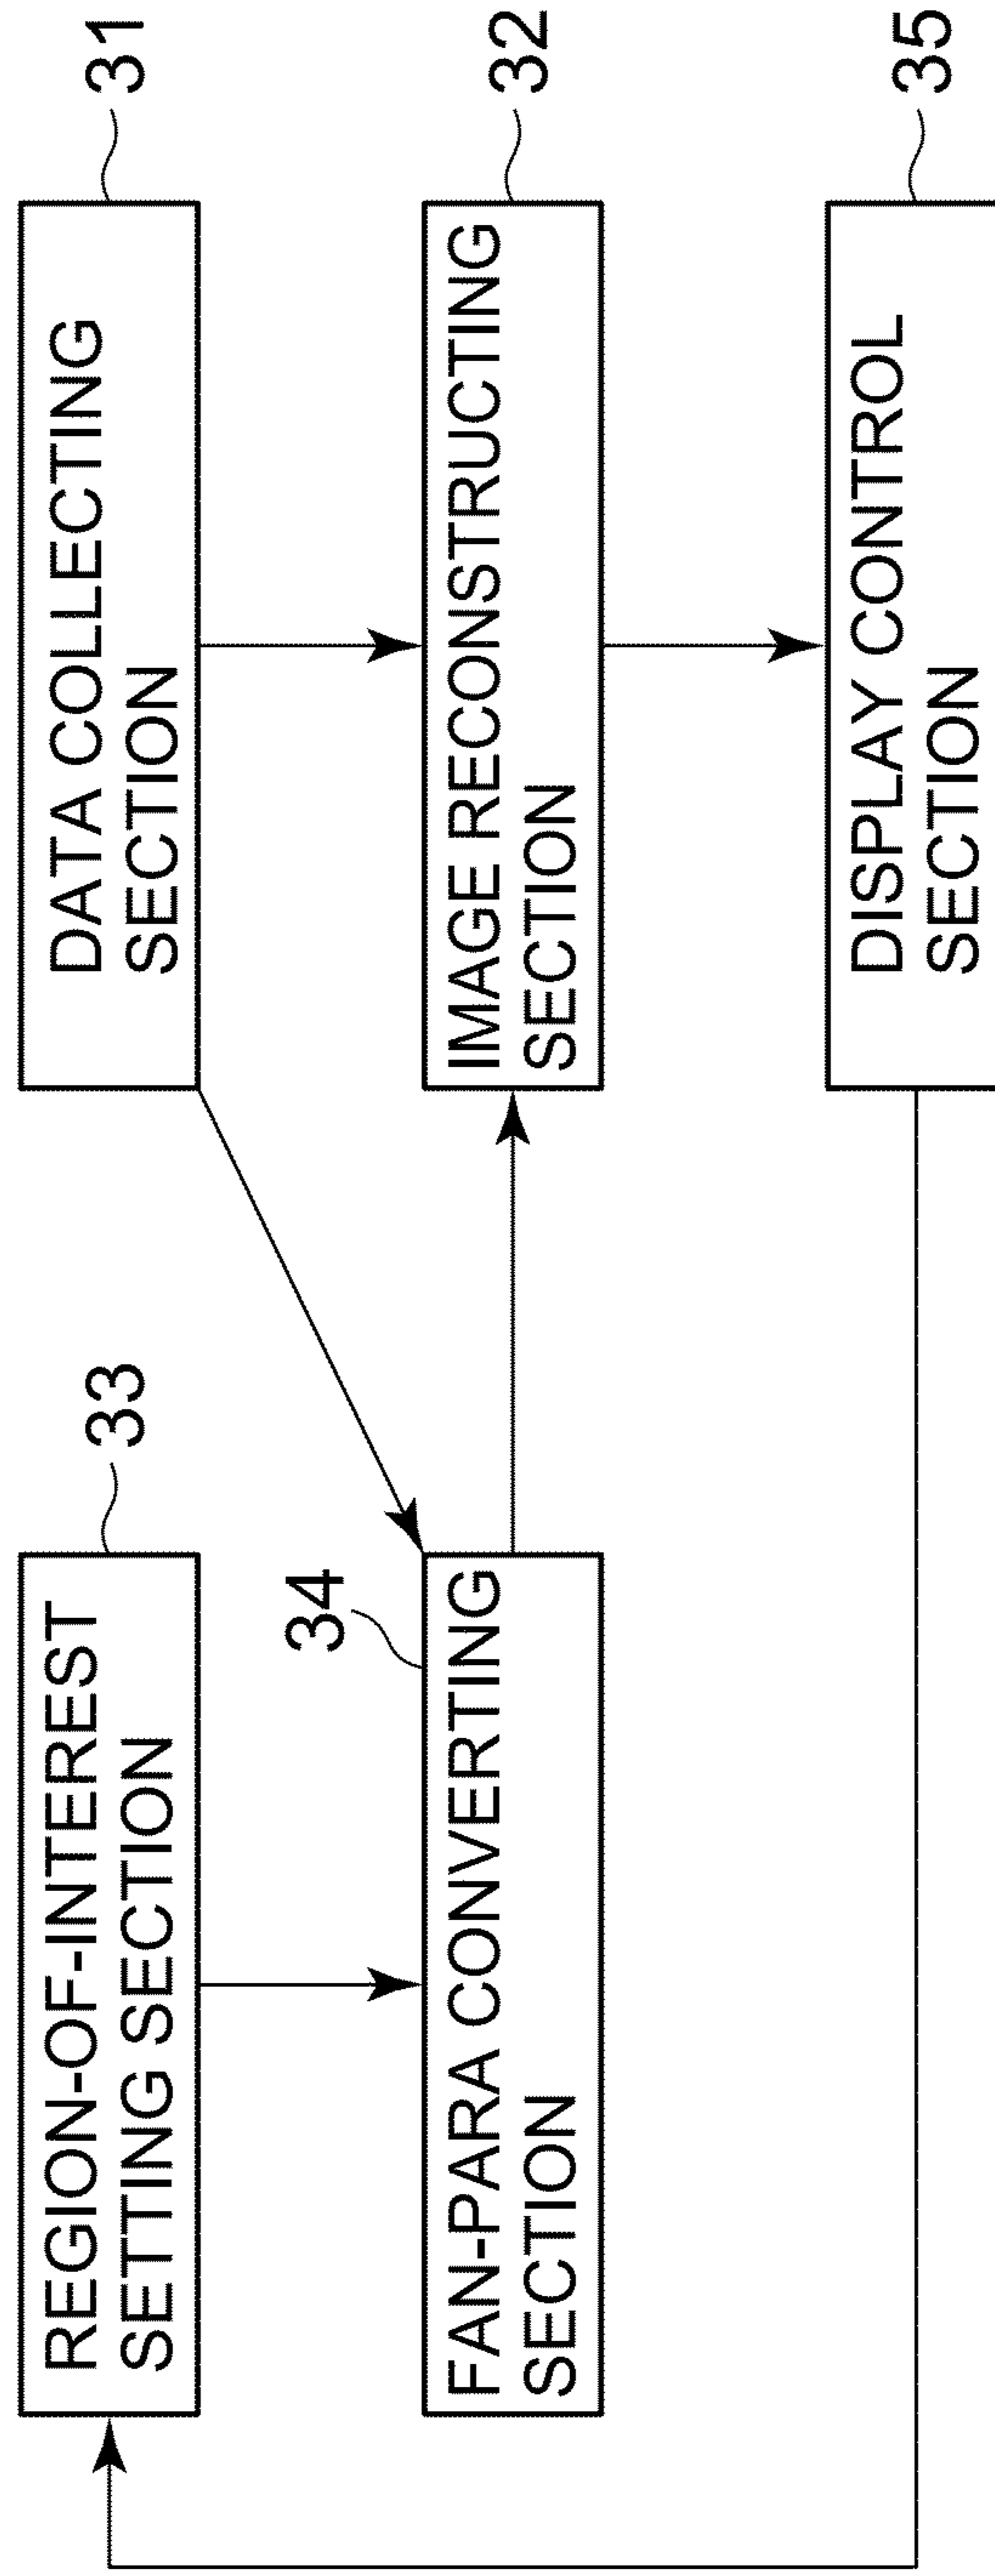 33
REGION-OF-INTEREST
SETTING SECTION
31
DATA COLLECTING
SECTION
34
FAN-PARA CONVERTING
SECTION
32
IMAGE RECONSTRUCTING
SECTION
35
DISPLAY CONTROL
SECTION